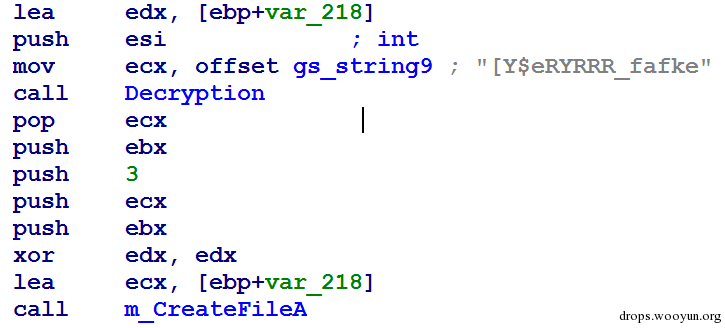 lea edx, [ebp+var_218]
push esi ; int
mov ecx, offset gs_string9 ; "[Y$eRYRRR_fafke"
call Decryption
pop ecx
push ebx
push 3
push ecx
push ebx
xor edx, edx
lea ecx, [ebp+var_218]
call m_CreateFileA
drops.wooyun.org